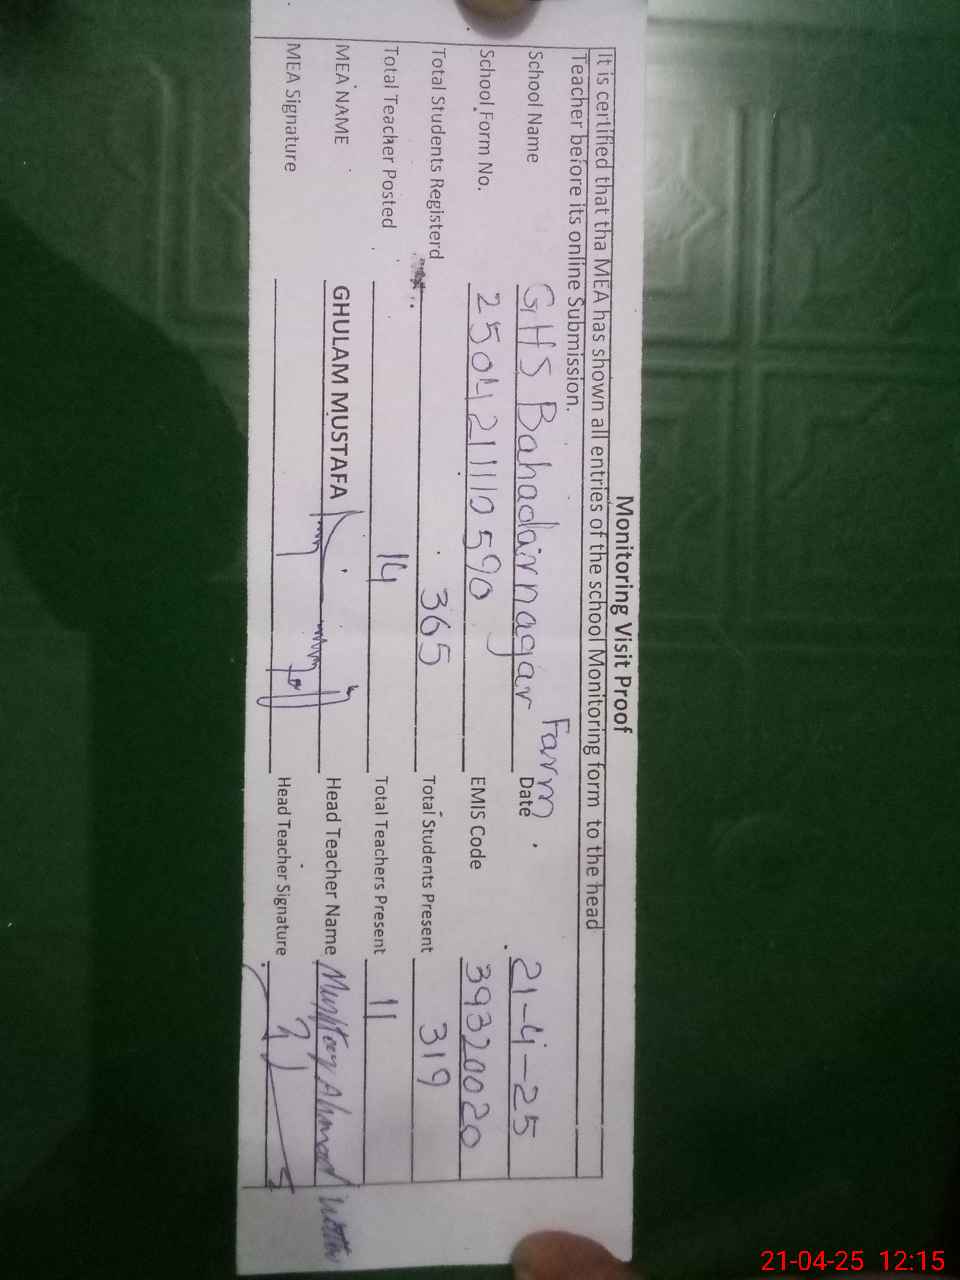 Monitoring Visit Proof
It is certified that tha MEA has shown all entries of the school Monitoring form to the head
Teacher before its online Submission.
School Name GHS Bahadarnagar Farm Date 21-4-25
School Form No. 2504211110590 EMIS Code 39320020
Total Students Registerd 365 Total Students Present 319
Total Teacher Posted 14 Total Teachers Present 11
MEA NAME GHULAM MUSTAFA Head Teacher Name Ahmad
MEA Signature Head Teacher Signature
21-04-25 12:15